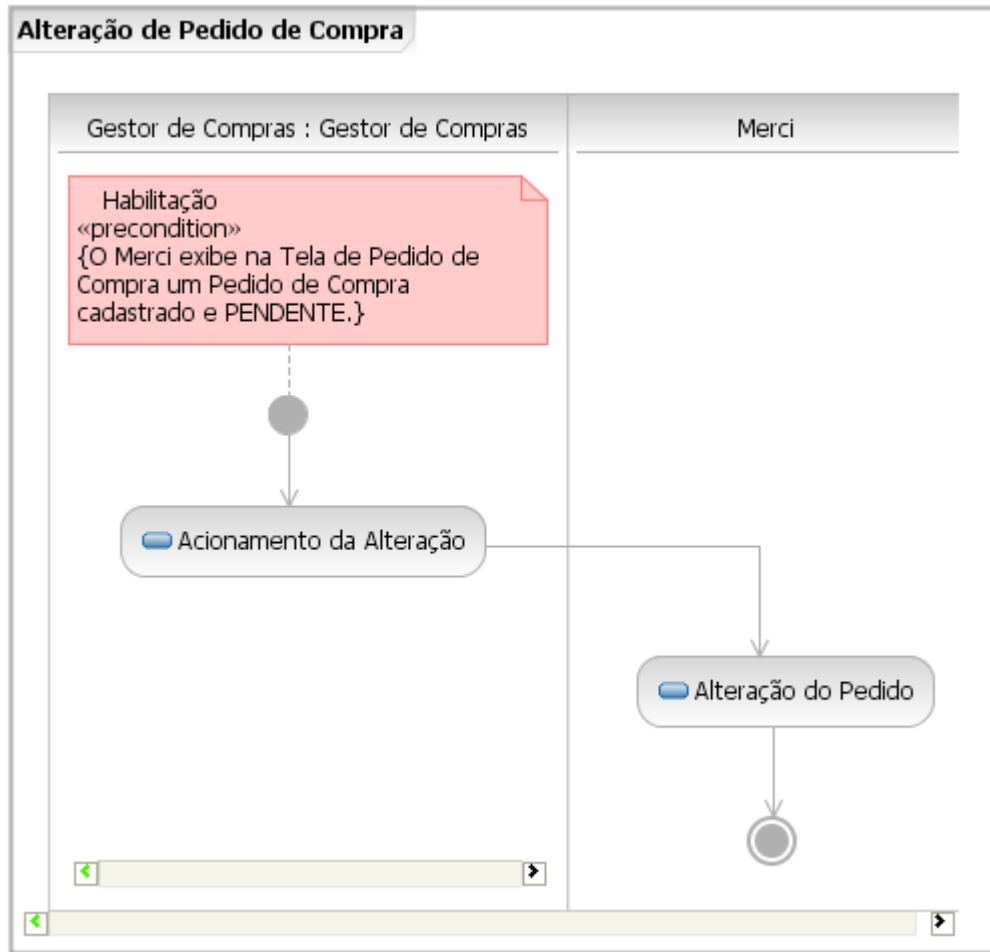 Alteração de Pedido de Compra
Gestor de Compras : Gestor de Compras
Merci
Habilitação
«precondition»
{O Merci exibe na Tela de Pedido de
Compra um Pedido de Compra
cadastrado e PENDENTE.}
Acionamento da Alteração
Alteração do Pedido